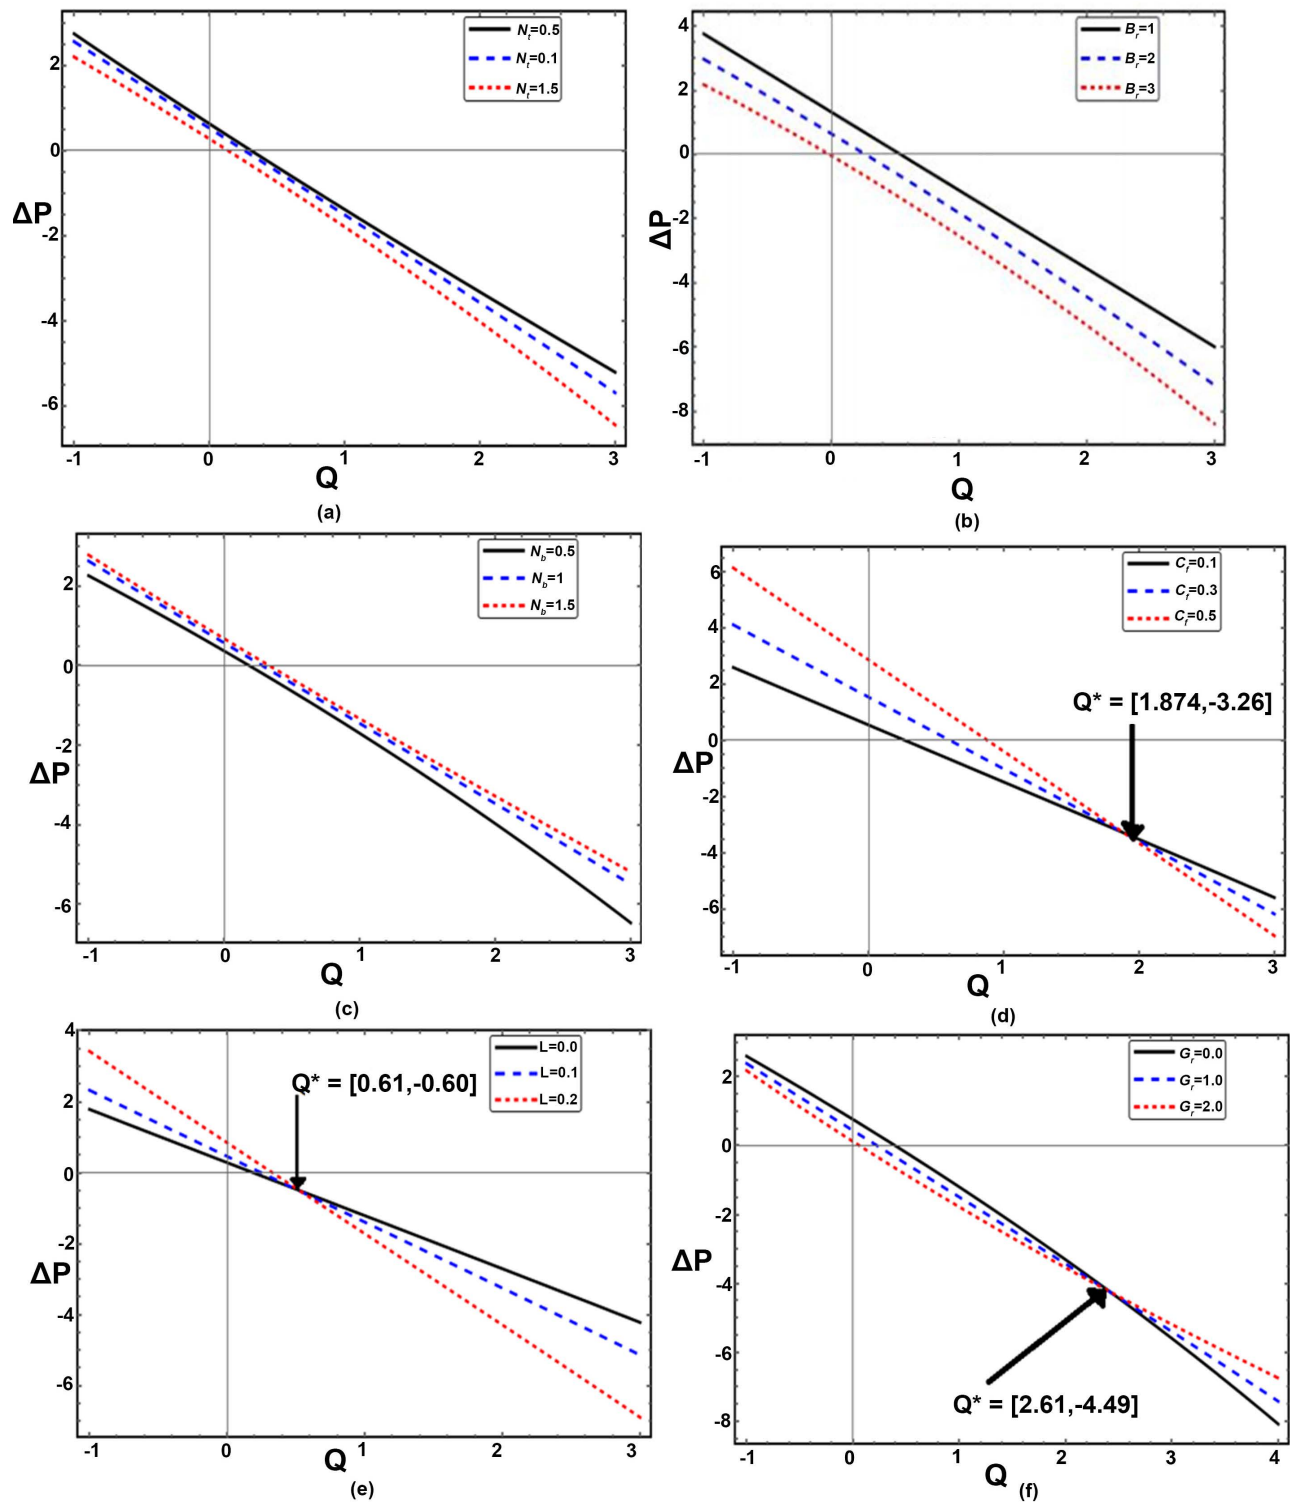 N_t=0.5
N_t=0.1
N_t=1.5
2
0
-2
-4
-6
ΔP
-1 0 1 2 3
Q
(a)
B_r=1
B_r=2
B_r=3
4
2
0
-2
-4
-6
-8
ΔP
-1 0 1 2 3
Q
(b)
N_b=0.5
N_b=1
N_b=1.5
2
0
-2
-4
-6
ΔP
-1 0 1 2 3
Q
(c)
C_f=0.1
C_f=0.3
C_f=0.5
Q* = [1.874,-3.26]
6
4
2
0
-2
-4
-6
ΔP
-1 0 1 2 3
Q
(d)
L=0.0
L=0.1
L=0.2
Q* = [0.61,-0.60]
4
2
0
-2
-4
-6
ΔP
-1 0 1 2 3
Q
(e)
G_r=0.0
G_r=1.0
G_r=2.0
2
0
-2
-4
-6
-8
ΔP
Q* = [2.61,-4.49]
-1 0 1 2 3 4
Q
(f)